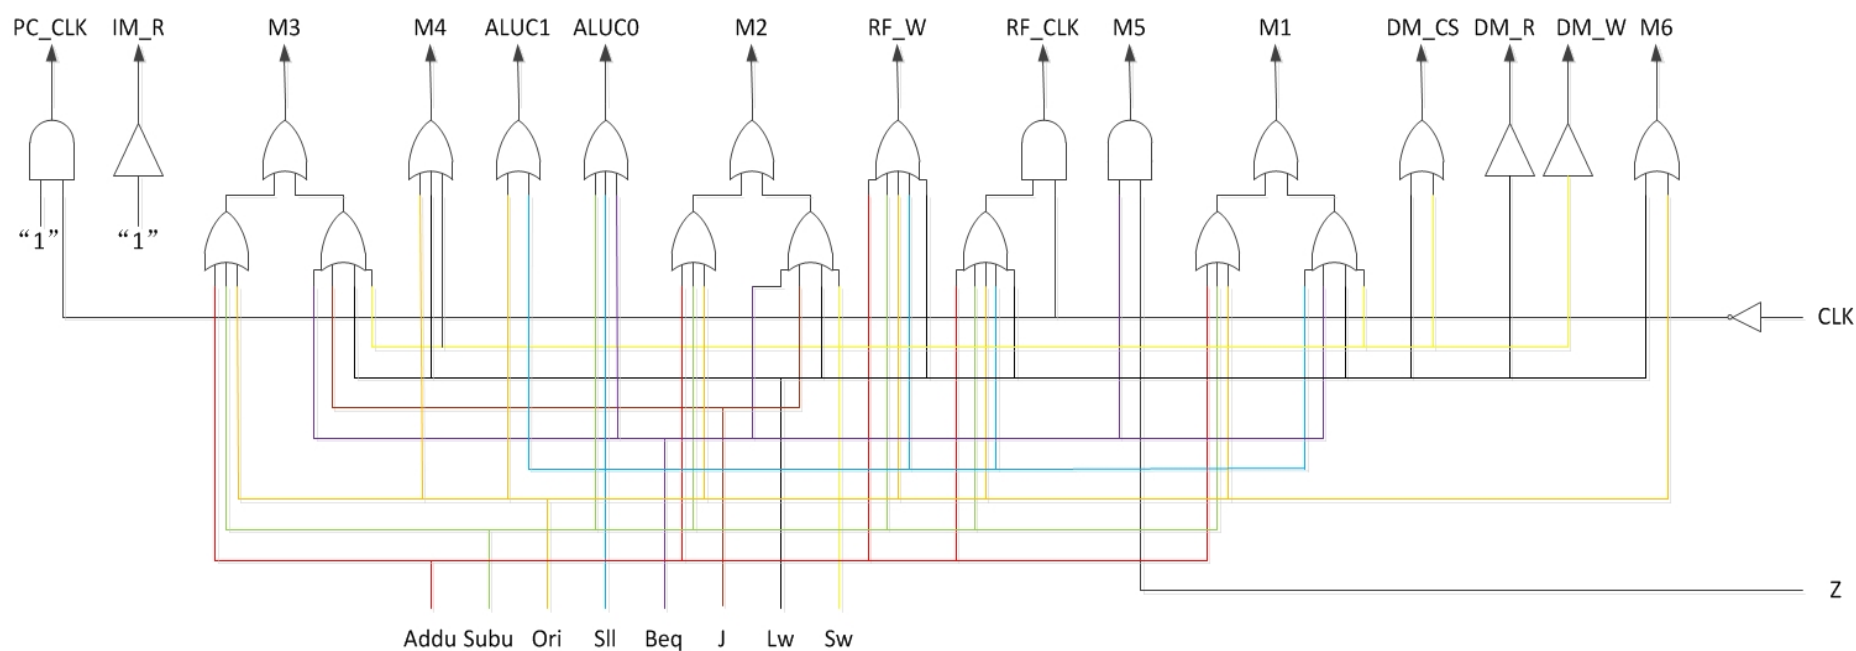 PC_CLK IM_R M3 M4 ALUC1 ALUC0 M2 RF_W RF_CLK M5 M1 DM_CS DM_R DM_W M6
“1” “1”
CLK
Z
Addu Subu Ori Sll Beq J Lw Sw